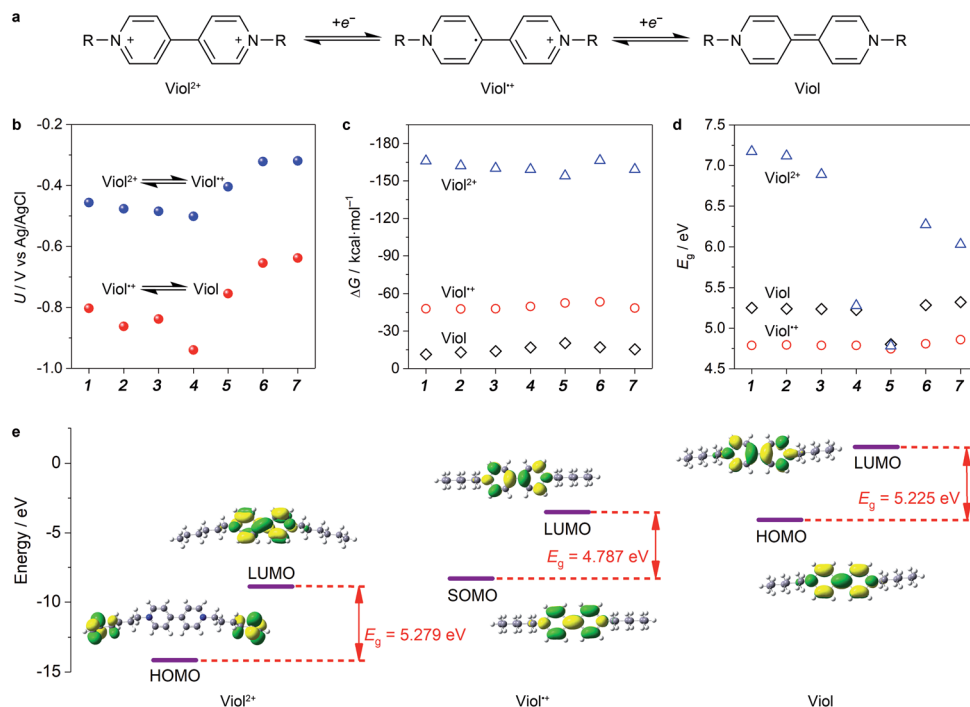 a
+e⁻
+e⁻
R
N
+
+
N
R
R
N
·
+
N
R
R
N
N
R
Viol²⁺
Viol•⁺
Viol
b
U / V vs Ag/AgCl
-0.2
-0.4
-0.6
-0.8
-1.0
Viol²⁺ Viol•⁺
Viol•⁺ Viol
1 2 3 4 5 6 7
c
ΔG / kcal·mol⁻¹
-180
-150
-120
-90
-60
-30
0
Viol²⁺
Viol•⁺
Viol
1 2 3 4 5 6 7
d
E_g / eV
7.5
7.0
6.5
6.0
5.5
5.0
4.5
Viol²⁺
Viol
Viol•⁺
1 2 3 4 5 6 7
e
Energy / eV
0
-5
-10
-15
LUMO
E_g = 5.279 eV
HOMO
Viol²⁺
LUMO
E_g = 4.787 eV
SOMO
Viol•⁺
LUMO
E_g = 5.225 eV
HOMO
Viol